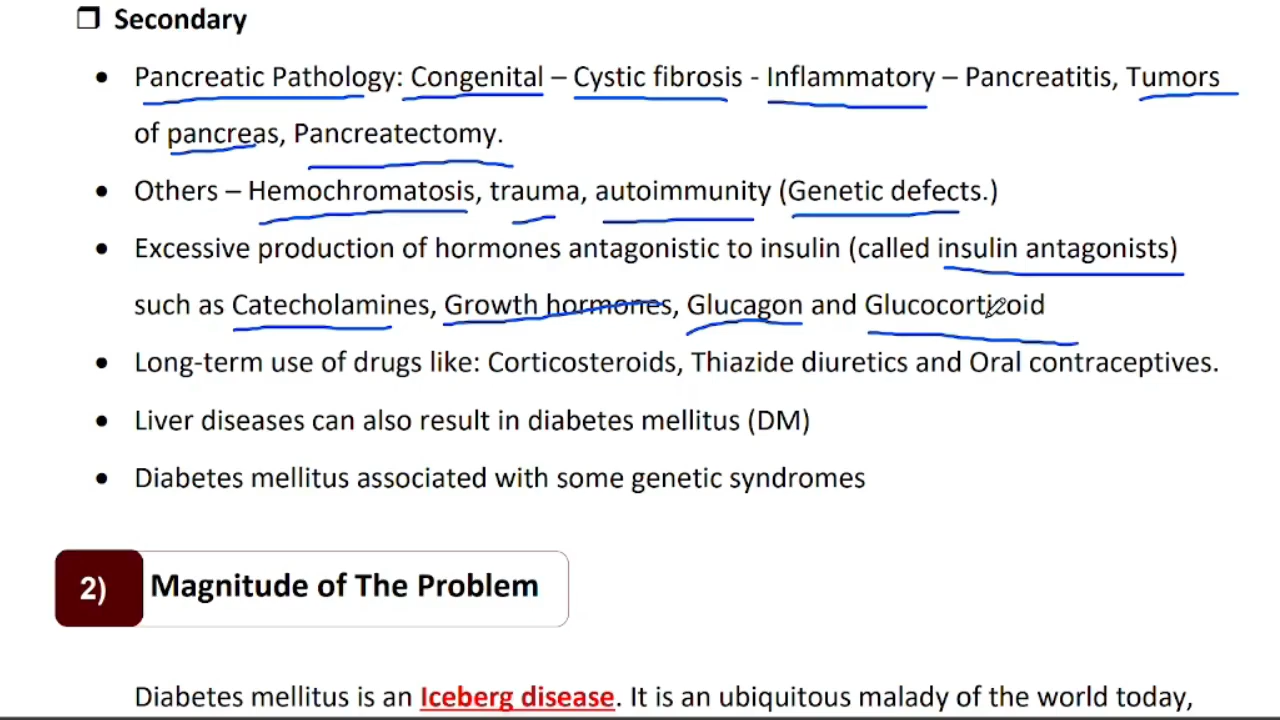 ❒ Secondary
• Pancreatic Pathology: Congenital – Cystic fibrosis - Inflammatory – Pancreatitis, Tumors
of pancreas, Pancreatectomy.
• Others – Hemochromatosis, trauma, autoimmunity (Genetic defects.)
• Excessive production of hormones antagonistic to insulin (called insulin antagonists)
such as Catecholamines, Growth hormones, Glucagon and Glucocorticoid
• Long-term use of drugs like: Corticosteroids, Thiazide diuretics and Oral contraceptives.
• Liver diseases can also result in diabetes mellitus (DM)
• Diabetes mellitus associated with some genetic syndromes
2) Magnitude of The Problem
Diabetes mellitus is an Iceberg disease. It is an ubiquitous malady of the world today,